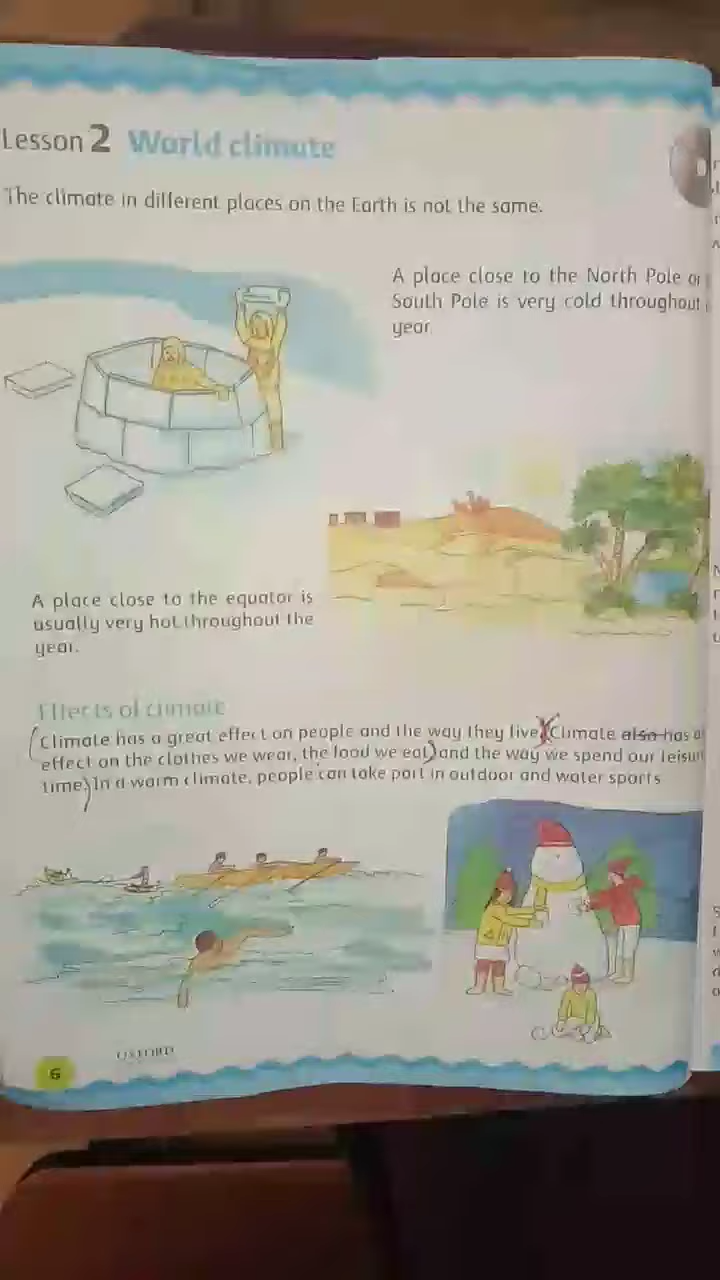 Lesson 2 World climate
The climate in different places on the Earth is not the same.
A place close to the North Pole or
South Pole is very cold throughout
year.
A place close to the equator is
usually very hot throughout the
year.
Effects of climate
(Climate has a great effect on people and the way they live.)(Climate also has a
effect on the clothes we wear, the food we eat) and the way we spend our leisure
time.) In a warm climate, people can take part in outdoor and water sports
OXFORD
6